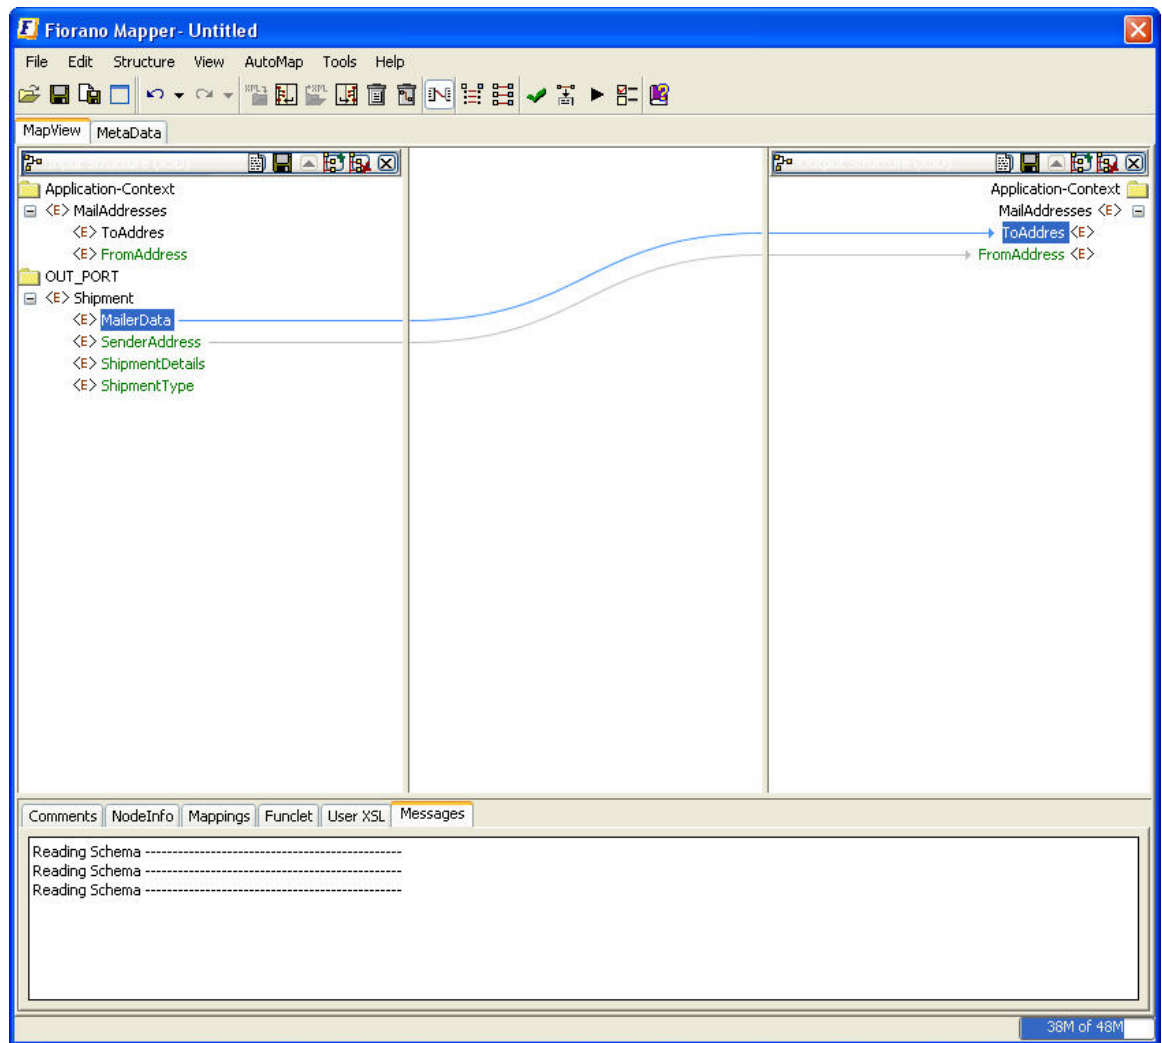 Fiorano Mapper- Untitled
File Edit Structure View AutoMap Tools Help
MapView MetaData
Application-Context
<E> MailAddresses
<E> ToAddres
<E> FromAddress
OUT_PORT
<E> Shipment
<E> MailerData
<E> SenderAddress
<E> ShipmentDetails
<E> ShipmentType
Application-Context
MailAddresses <E>
ToAddres <E>
FromAddress <E>
Comments NodeInfo Mappings Funclet User XSL Messages
Reading Schema -----------------------------------------------
Reading Schema -----------------------------------------------
Reading Schema -----------------------------------------------
38M of 48M